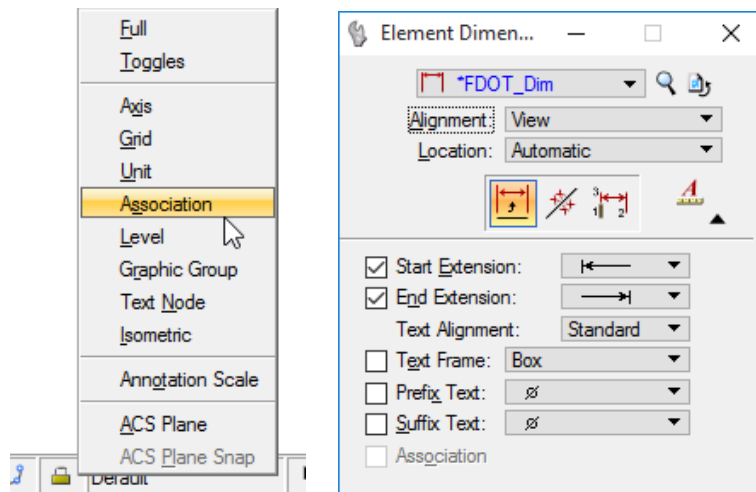 Full
Toggles
Axis
Grid
Unit
Association
Level
Graphic Group
Text Node
Isometric
Annotation Scale
ACS Plane
ACS Plane Snap
Default
Element Dimen...
*FDOT_Dim
Alignment: View
Location: Automatic
Start Extension:
End Extension:
Text Alignment: Standard
Text Frame: Box
Prefix Text: ø
Suffix Text: ø
Association